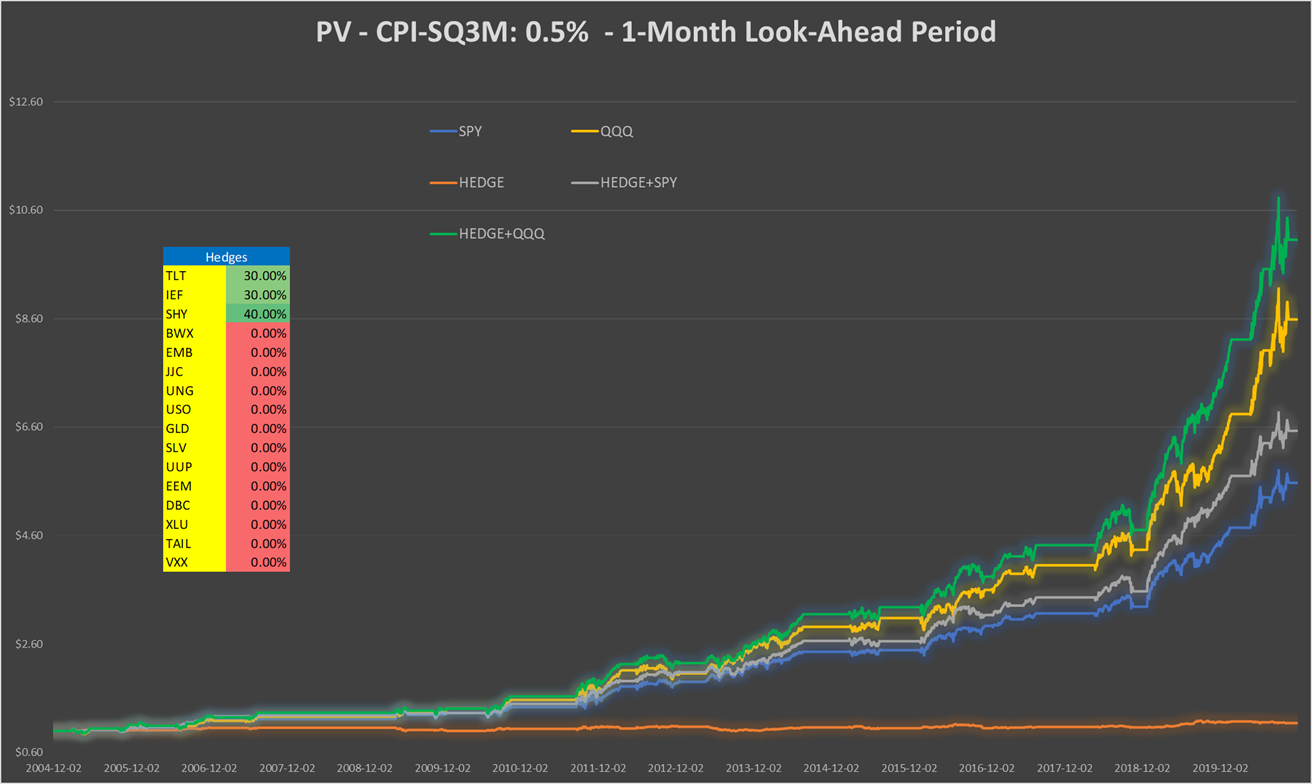 PV - CPI-SQ3M: 0.5%  - 1-Month Look-Ahead Period
$12.60
SPY QQQ
HEDGE HEDGE+SPY
$10.60
HEDGE+QQQ
Hedges
TLT 30.00%
IEF 30.00%
SHY 40.00%
BWX 0.00%
EMB 0.00%
JJC 0.00%
UNG 0.00%
USO 0.00%
GLD 0.00%
SLV 0.00%
UUP 0.00%
EEM 0.00%
DBC 0.00%
XLU 0.00%
TAIL 0.00%
VXX 0.00%
$8.60
$6.60
$4.60
$2.60
$0.60
2004-12-02 2005-12-02 2006-12-02 2007-12-02 2008-12-02 2009-12-02 2010-12-02 2011-12-02 2012-12-02 2013-12-02 2014-12-02 2015-12-02 2016-12-02 2017-12-02 2018-12-02 2019-12-02